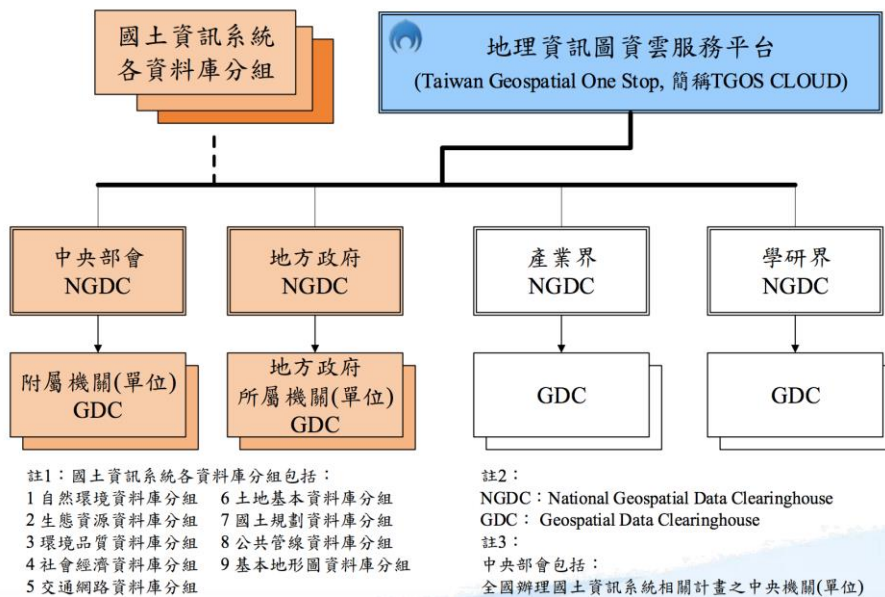 國土資訊系統
各資料庫分組
地理資訊圖資雲服務平台
(Taiwan Geospatial One Stop, 簡稱TGOS CLOUD)
中央部會
NGDC
地方政府
NGDC
產業界
NGDC
學研界
NGDC
附屬機關(單位)
GDC
地方政府
所屬機關(單位)
GDC
GDC
GDC
註1：國土資訊系統各資料庫分組包括：
1 自然環境資料庫分組 6 土地基本資料庫分組
2 生態資源資料庫分組 7 國土規劃資料庫分組
3 環境品質資料庫分組 8 公共管線資料庫分組
4 社會經濟資料庫分組 9 基本地形圖資料庫分組
5 交通網路資料庫分組
註2：
NGDC：National Geospatial Data Clearinghouse
GDC： Geospatial Data Clearinghouse
註3：
中央部會包括：
全國辦理國土資訊系統相關計畫之中央機關(單位)